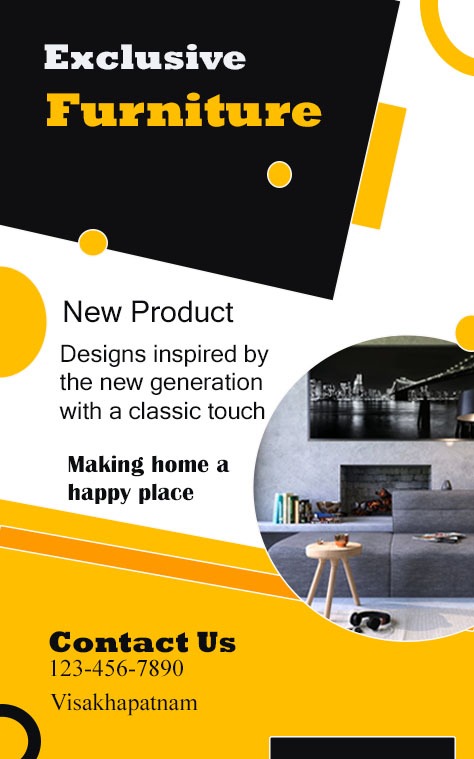 Exclusive
Furniture
New Product
Designs inspired by
the new generation
with a classic touch
Making home a
happy place
Contact Us
123-456-7890
Visakhapatnam